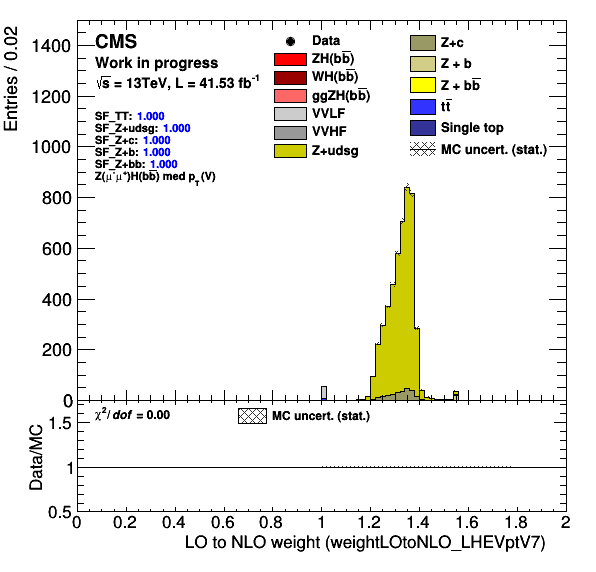 CMS
Work in progress
√s = 13TeV, L = 41.53 fb⁻¹
SF_TT: 1.000
SF_Z+udsg: 1.000
SF_Z+c: 1.000
SF_Z+b: 1.000
SF_Z+bb: 1.000
Z(μ⁻μ⁺)H(bb̅) med p_T(V)
Data
ZH(bb̅)
WH(bb̅)
ggZH(bb̅)
VVLF
VVHF
Z+udsg
Z+c
Z + b
Z + bb̅
tt̅
Single top
MC uncert. (stat.)
Entries / 0.02
1400
1200
1000
800
600
400
200
0
χ²/dof = 0.00
MC uncert. (stat.)
Data/MC
1.5
1
0.5
0 0.2 0.4 0.6 0.8 1 1.2 1.4 1.6 1.8 2
LO to NLO weight (weightLOtoNLO_LHEVptV7)